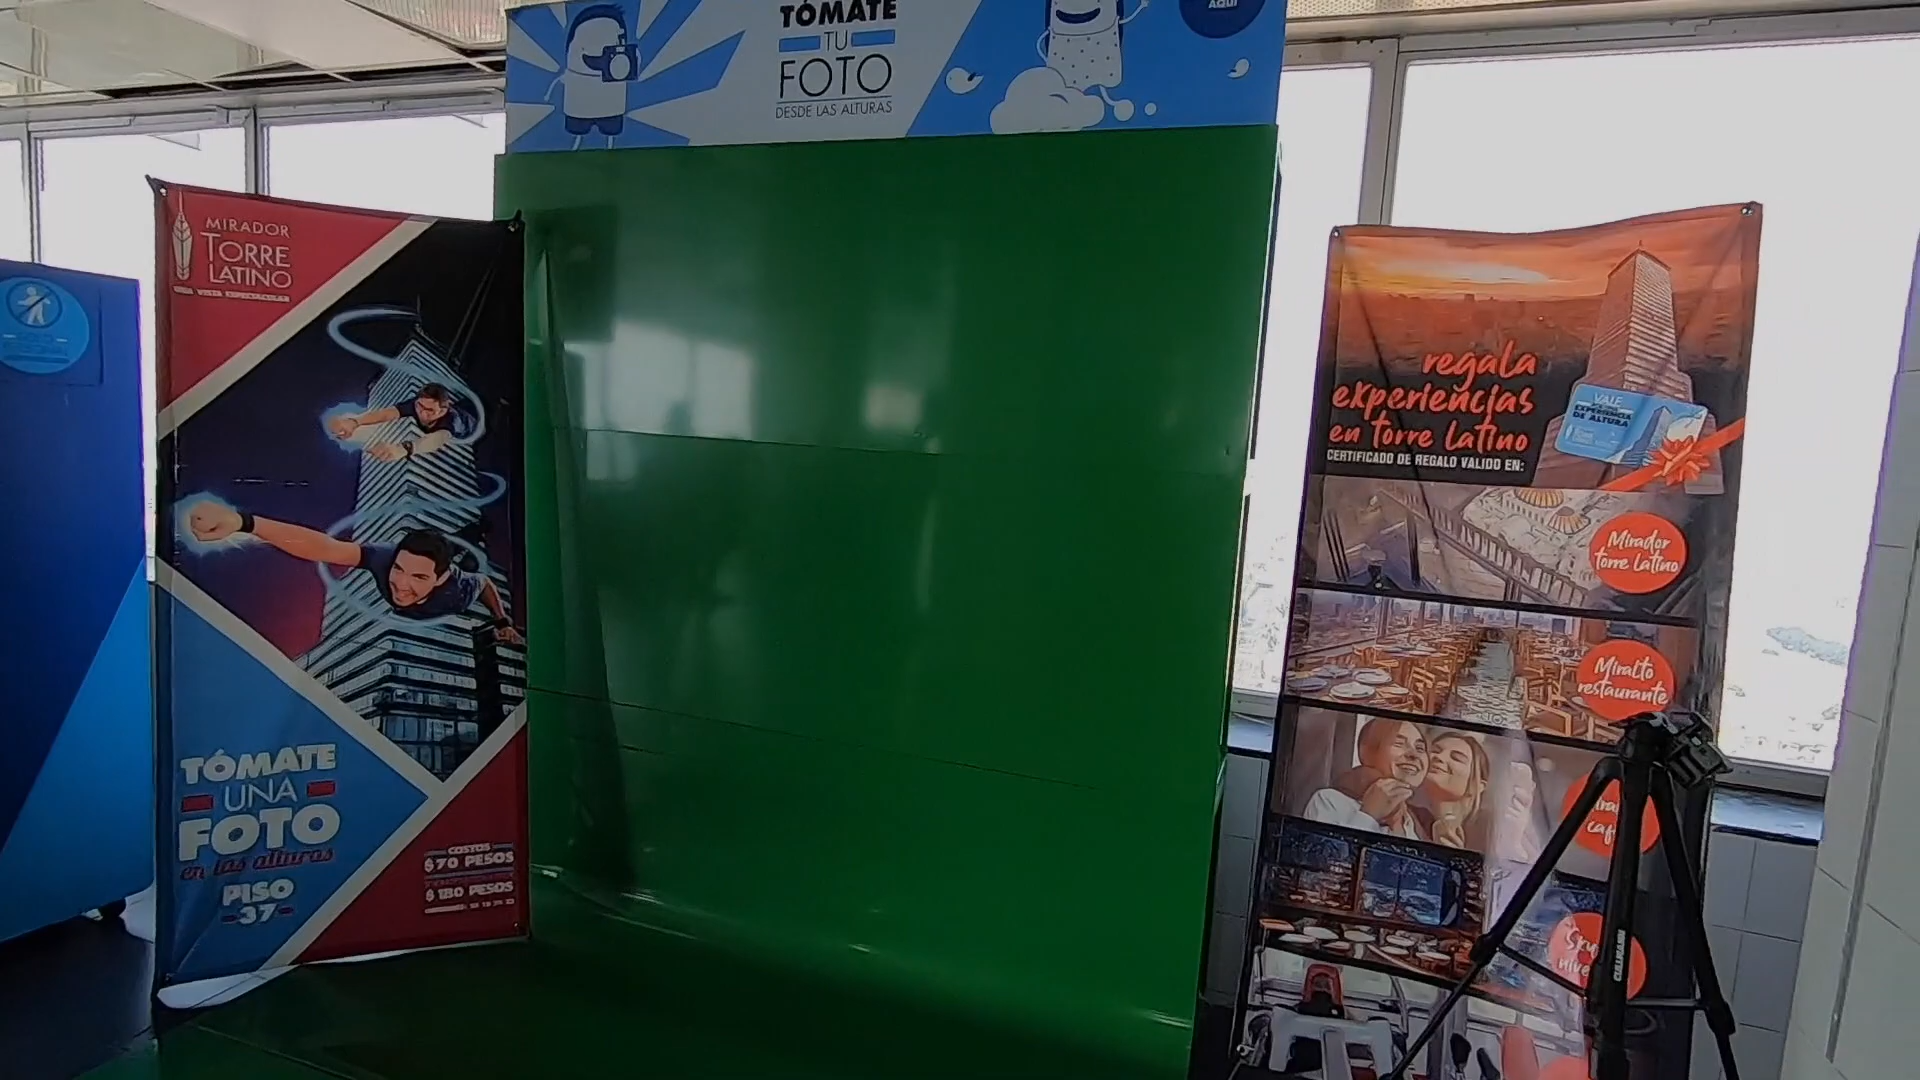 TÓMATE
TU
FOTO
DESDE LAS ALTURAS
AQUÍ
MIRADOR
TORRE
LATINO
UNA VISTA ESPECTACULAR
TÓMATE
UNA
FOTO
en las alturas
PISO
37
COSTOS
$70 PESOS
$130 PESOS
regala
experiencias
en torre latino
CERTIFICADO DE REGALO VALIDO EN:
VALE
EXPERIENCIA
DE ALTURA
Mirador
torre latino
Miralto
restaurante
CULLMANN